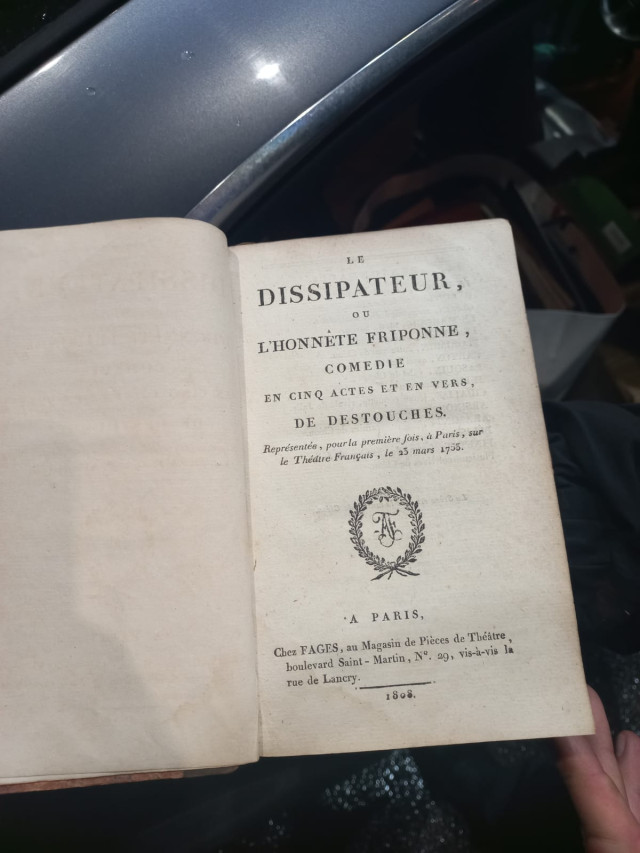 LE
DISSIPATEUR,
OU
L'HONNÊTE FRIPONNE,
COMEDIE
EN CINQ ACTES ET EN VERS,
DE DESTOUCHES.
Représentée, pour la première fois, à Paris, sur
le Théâtre Français, le 23 mars 1753.
AF
A PARIS,
Chez FAGES, au Magasin de Pièces de Théâtre,
boulevard Saint-Martin, Nº. 29, vis-à-vis la
rue de Lancry.
1808.